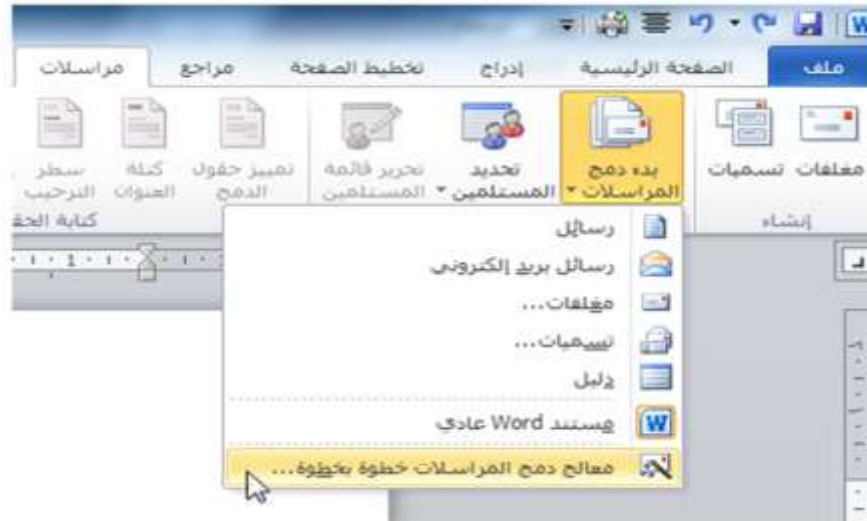 ملف الصفحة الرئيسية إدراج تخطيط الصفحة مراجع مراسلات
مغلفات تسميات بدء دمج المراسلات تحديد المستلمين تحرير قائمة المستلمين تمييز حقول الدمج كتلة العنوان سطر الترحيب
إنشاء كتابة
رسائل
رسائل بريد إلكتروني
مغلفات...
تسميات...
دليل
مستند Word عادي
معالج دمج المراسلات خطوة بخطوة...